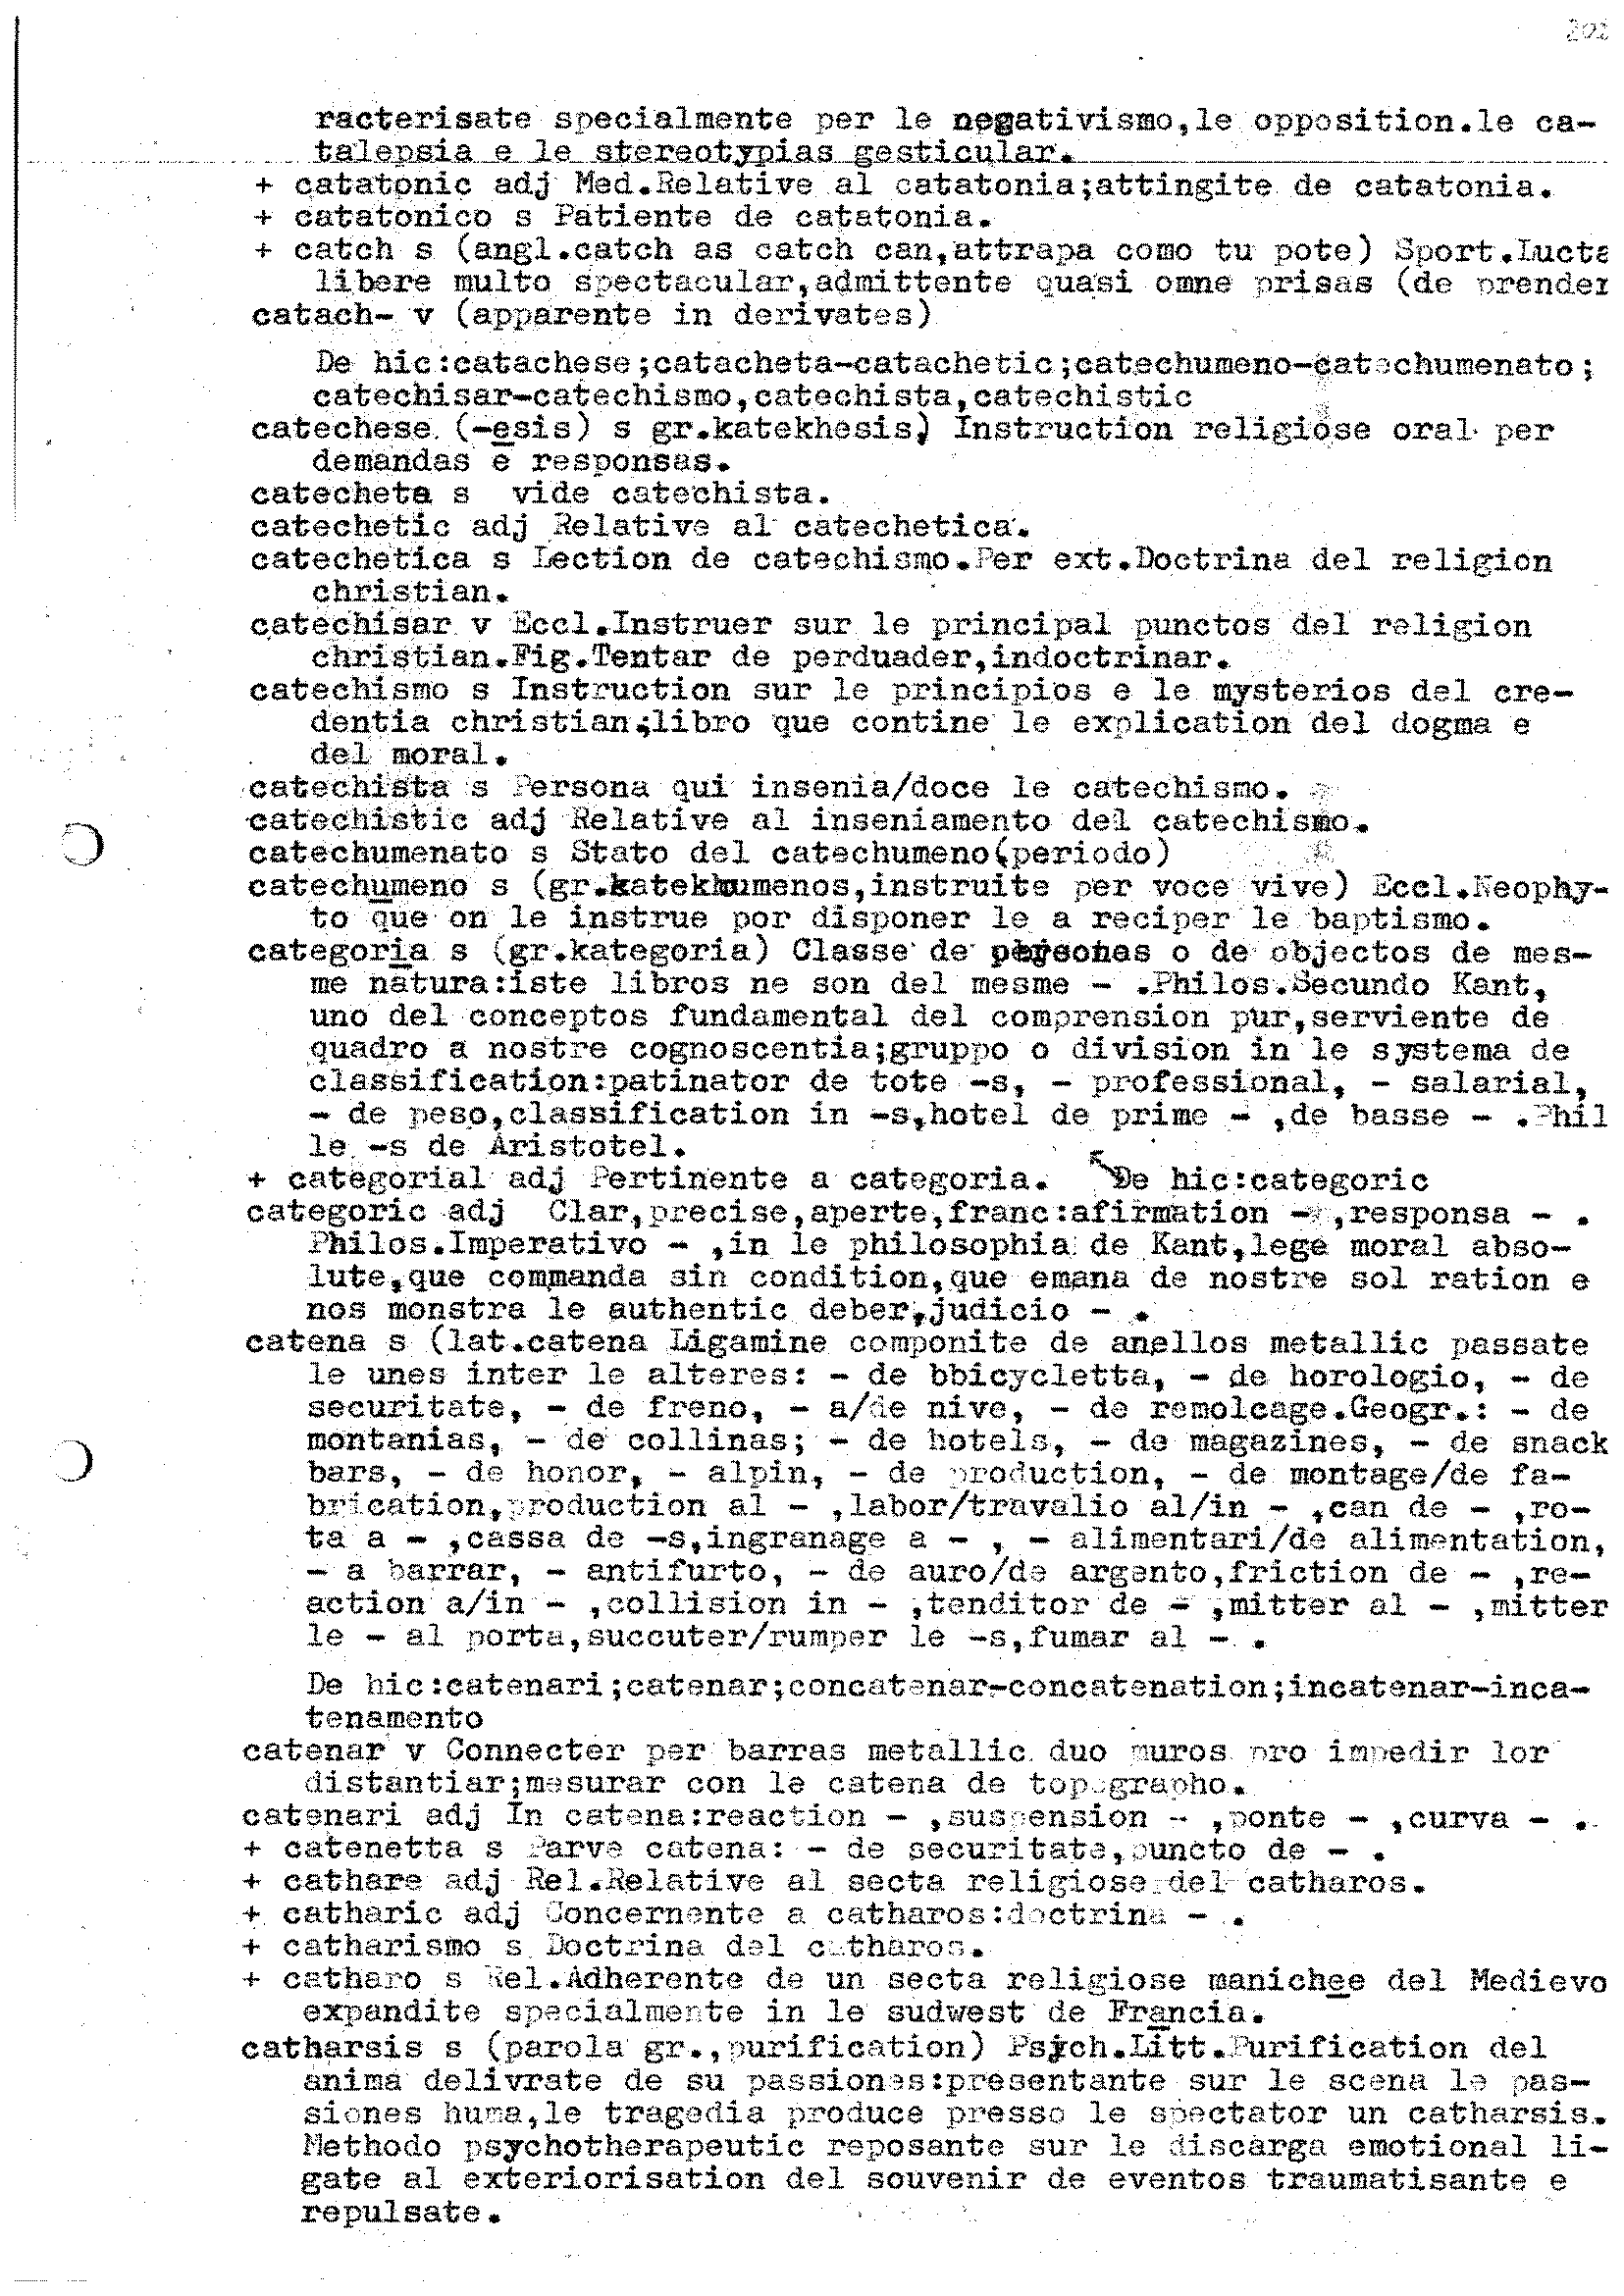 201
racterisate specialmente per le negativismo,le opposition.le ca-
talepsia e le stereotypias gesticular.
+ catatonic adj Med.Relative al catatonia;attingite de catatonia.
+ catatonico s Patiente de catatonia.
+ catch s (angl.catch as catch can,attrapa como tu pote) Sport.Lucta
libere multo spectacular,admittente quasi omne prisas (de prender
catach- v (apparente in derivates)
De hic:catachese;catacheta-catachetic;catechumeno-catechumenato;
catechisar-catechismo,catechista,catechistic
catechese (-esis) s gr.katekhesis) Instruction religiose oral per
demandas e responsas.
catecheta s vide catechista.
catechetic adj Relative al catechetica.
catechetica s Lection de catechismo.Per ext.Doctrina del religion
christian.
catechisar v Eccl.Instruer sur le principal punctos del religion
christian.Fig.Tentar de perduader,indoctrinar.
catechismo s Instruction sur le principios e le mysterios del cre-
dentia christian;libro que contine le explication del dogma e
del moral.
catechista s Persona qui insenia/doce le catechismo.
catechistic adj Relative al inseniamento del catechismo.
catechumenato s Stato del catechumeno(periodo)
catechumeno s (gr.katekhumenos,instruite per voce vive) Eccl.Neophy-
to que on le instrue por disponer le a reciper le baptismo.
categoria s (gr.kategoria) Classe de personas o de objectos de mes-
me natura:iste libros ne son del mesme - .Philos.Secundo Kant,
uno del conceptos fundamental del comprension pur,serviente de
quadro a nostre cognoscentia;gruppo o division in le systema de
classification:patinator de tote -s, - professional, - salarial,
- de peso,classification in -s,hotel de prime - ,de basse - .Phil
le -s de Aristotel.
+ categorial adj Pertinente a categoria. De hic:categoric
categoric adj Clar,precise,aperte,franc:afirmation - ,responsa - .
Philos.Imperativo - ,in le philosophia de Kant,lege moral abso-
lute,que commanda sin condition,que emana de nostre sol ration e
nos monstra le authentic deber,judicio - .
catena s (lat.catena Ligamine componite de anellos metallic passate
le unes inter le alteres: - de bbicycletta, - de horologio, - de
securitate, - de freno, - a/de nive, - de remolcage.Geogr.: - de
montanias, - de collinas; - de hotels, - de magazines, - de snack
bars, - de honor, - alpin, - de production, - de montage/de fa-
brication,production al - ,labor/travalio al/in - ,can de - ,ro-
ta a - ,cassa de -s,ingranage a - , - alimentari/de alimentation,
- a barrar, - antifurto, - de auro/de argento,friction de - ,re-
action a/in - ,collision in - ,tenditor de - ,mitter al - ,mitter
le - al porta,succuter/rumper le -s,fumar al - .
De hic:catenari;catenar;concatenar-concatenation;incatenar-inca-
tenamento
catenar v Connecter per barras metallic duo muros pro impedir lor
distantiar;mesurar con le catena de topographo.
catenari adj In catena:reaction - ,suspension - ,ponte - ,curva - .
+ catenetta s Parve catena: - de securitate,puncto de - .
+ cathare adj Rel.Relative al secta religiose del catharos.
+ catharic adj Concernente a catharos:doctrina - .
+ catharismo s Doctrina del catharos.
+ catharo s Rel.Adherente de un secta religiose manichee del Medievo
expandite specialmente in le sudwest de Francia.
catharsis s (parola gr.,purification) Psych.Litt.Purification del
anima delivrate de su passiones:presentante sur le scena le pas-
siones huma,le tragedia produce presso le spectator un catharsis.
Methodo psychotherapeutic reposante sur le discarga emotional li-
gate al exteriorisation del souvenir de eventos traumatisante e
repulsate.